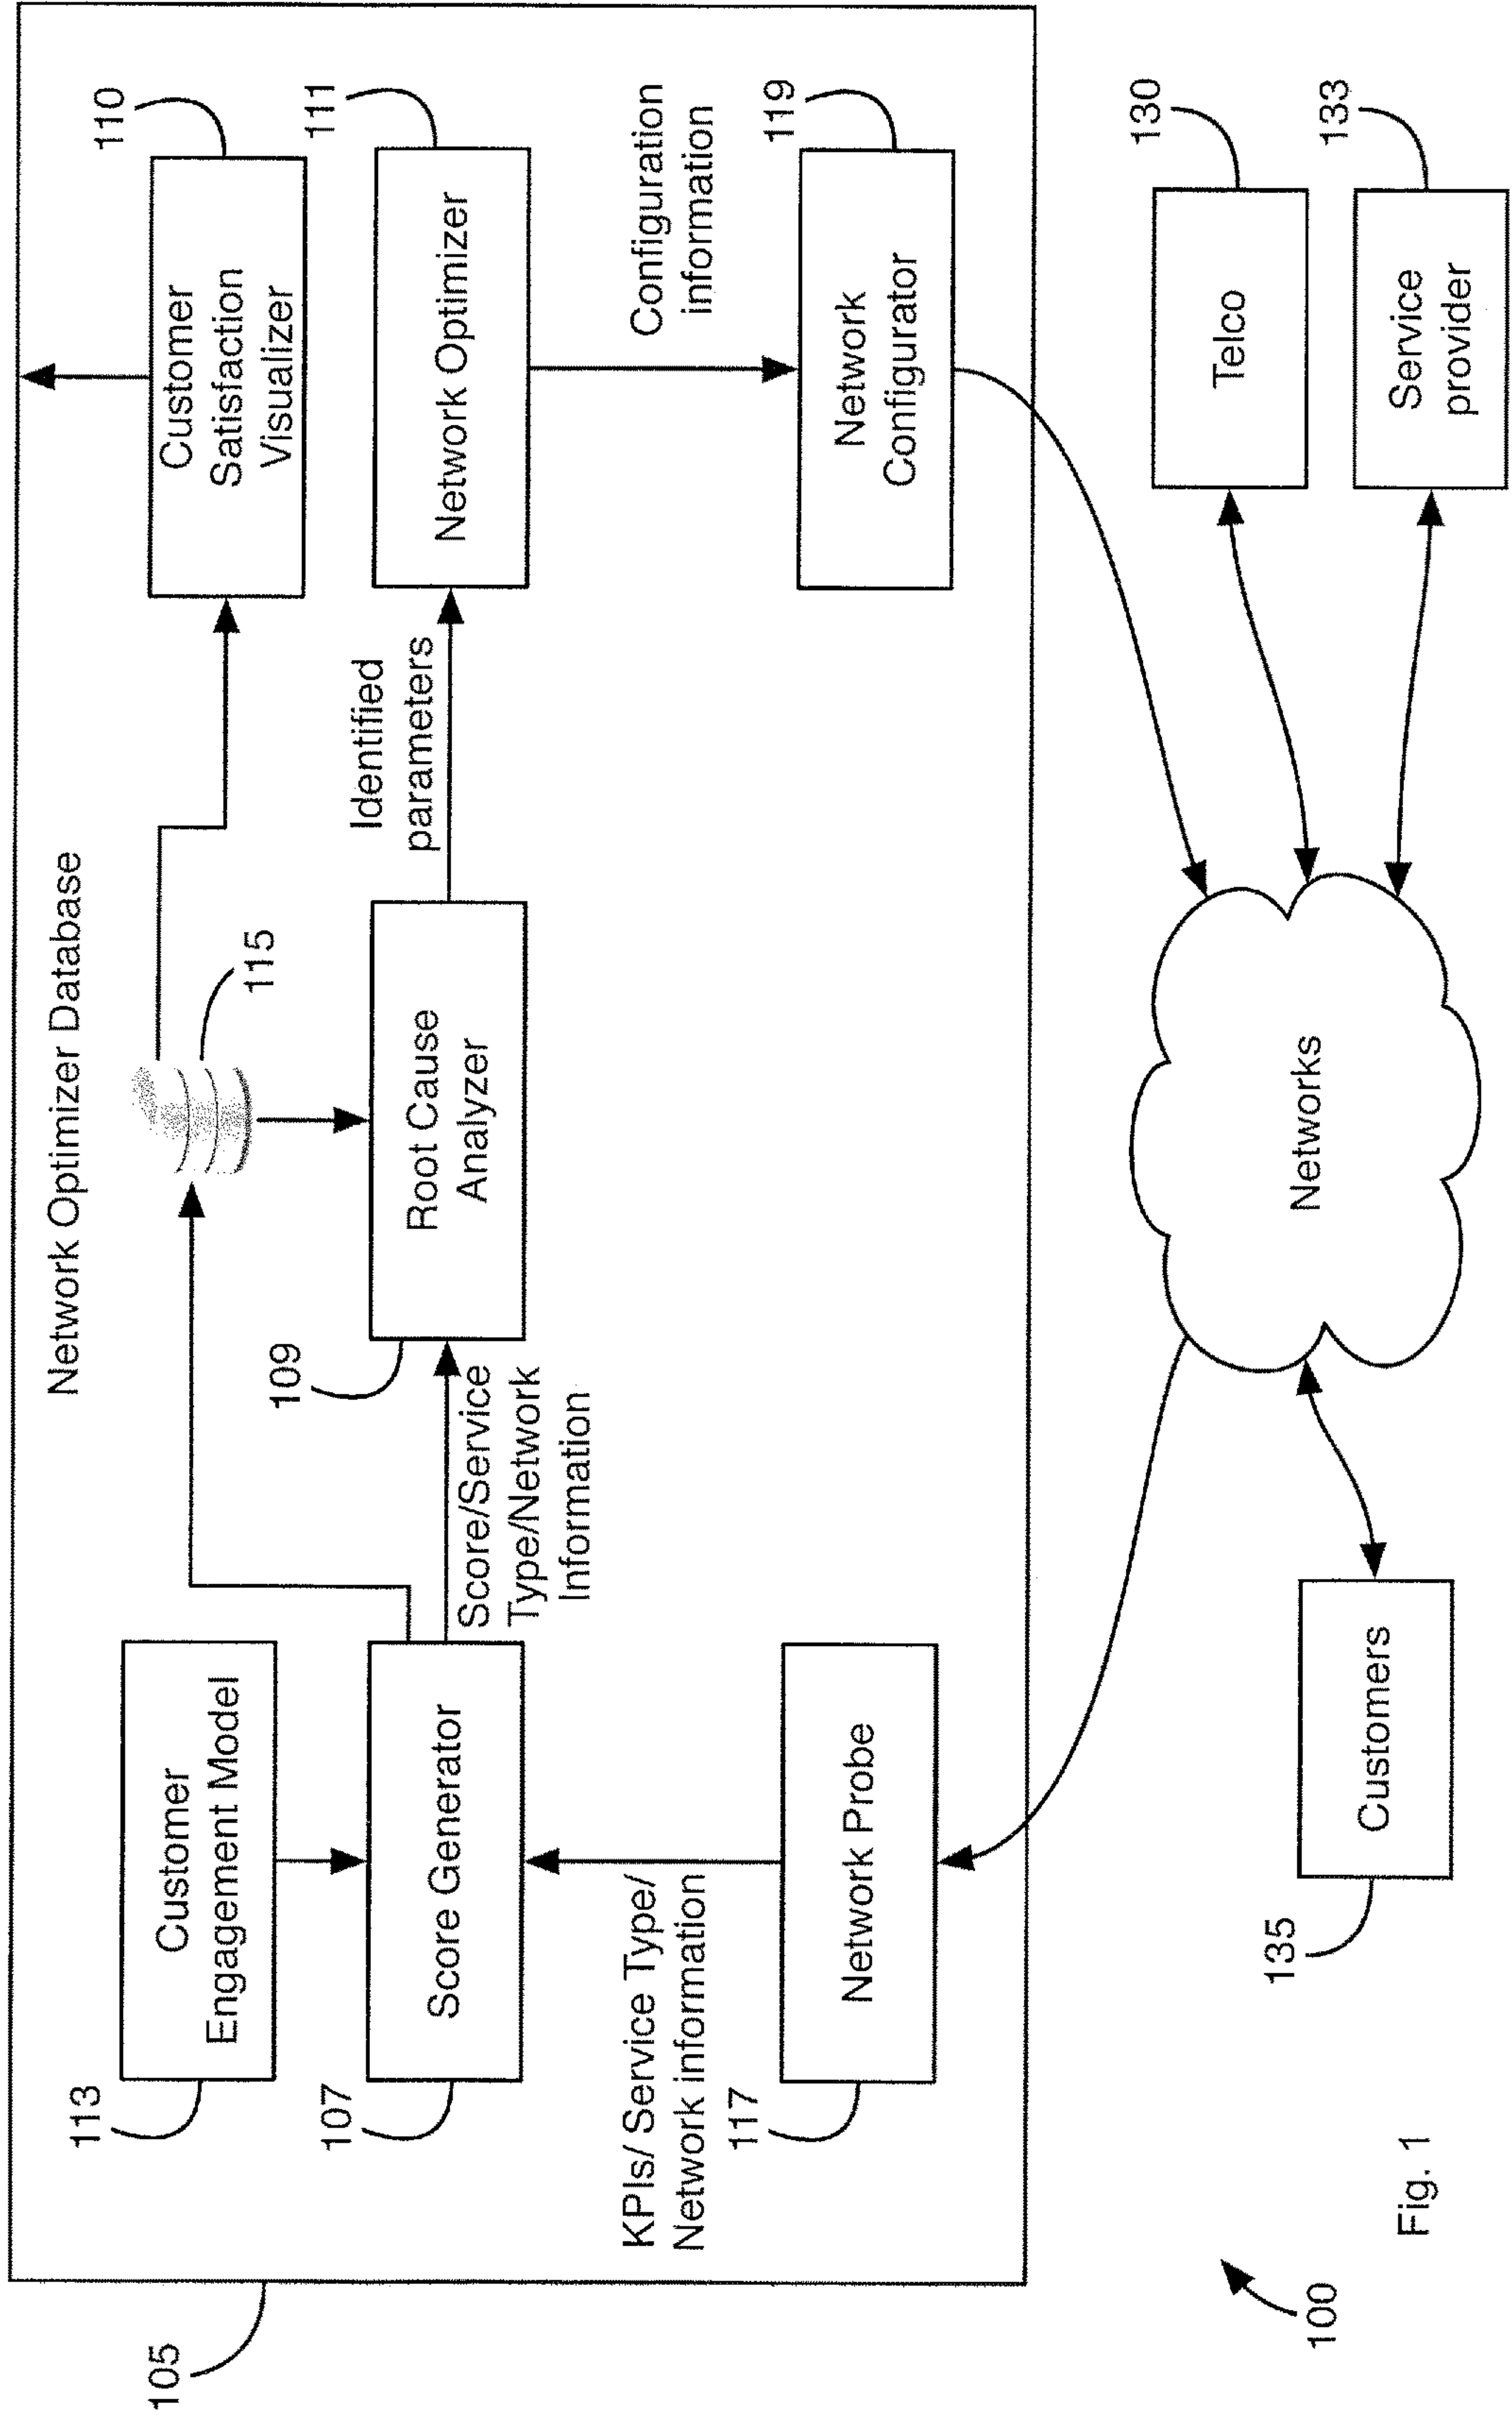 105
Network Optimizer Database
113
Customer
Engagement Model
115
110
Customer
Satisfaction
Visualizer
107
Score Generator
Score/Service
Type/Network
Information
109
Root Cause
Analyzer
Identified
parameters
111
Network Optimizer
KPIs/ Service Type/
Network information
Configuration
information
117
Network Probe
119
Network
Configurator
135
Customers
Networks
130
Telco
133
Service
provider
100
Fig. 1